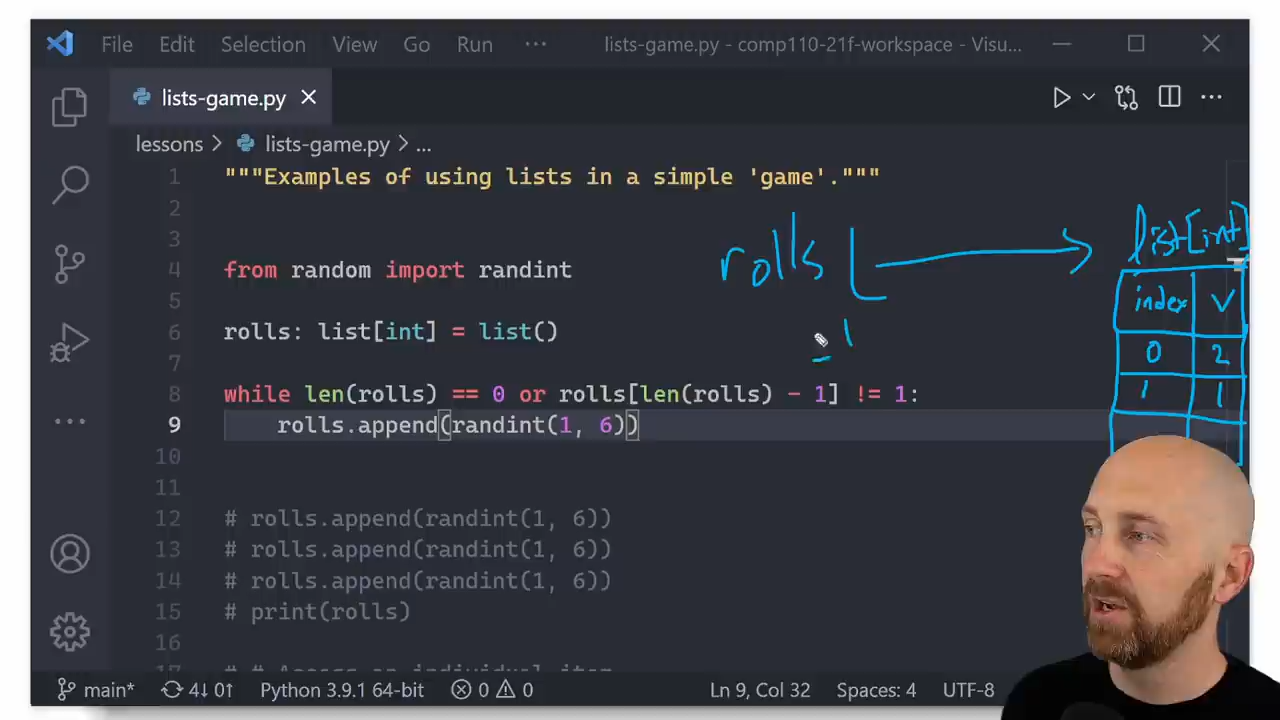 File Edit Selection View Go Run ··· lists-game.py - comp110-21f-workspace - Visu...
lists-game.py
lessons > lists-game.py > ...
1 """Examples of using lists in a simple 'game'."""
2
3
4 from random import randint
5
6 rolls: list[int] = list()
7
8 while len(rolls) == 0 or rolls[len(rolls) - 1] != 1:
9 rolls.append(randint(1, 6))
10
11
12 # rolls.append(randint(1, 6))
13 # rolls.append(randint(1, 6))
14 # rolls.append(randint(1, 6))
15 # print(rolls)
16
rolls
list[int]
index V
0 2
1 1
1
main* 4↓ 0↑ Python 3.9.1 64-bit 0 0 Ln 9, Col 32 Spaces: 4 UTF-8